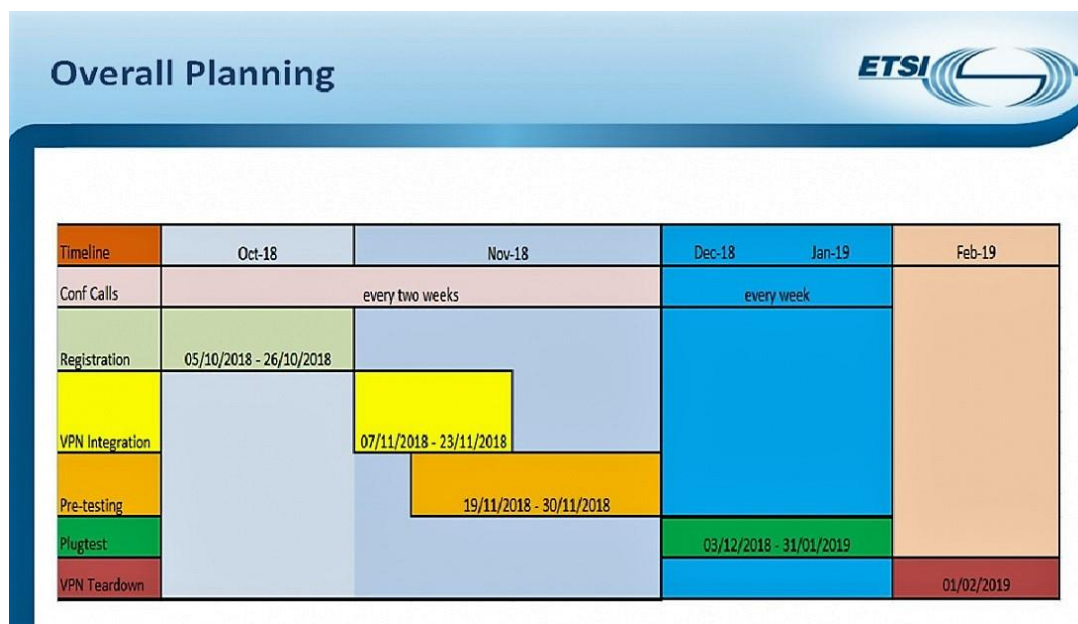 Overall Planning
ETSI
Timeline Oct-18 Nov-18 Dec-18 Jan-19 Feb-19
Conf Calls every two weeks every week
Registration 05/10/2018 - 26/10/2018
VPN Integration 07/11/2018 - 23/11/2018
Pre-testing 19/11/2018 - 30/11/2018
Plugtest 03/12/2018 - 31/01/2019
VPN Teardown 01/02/2019